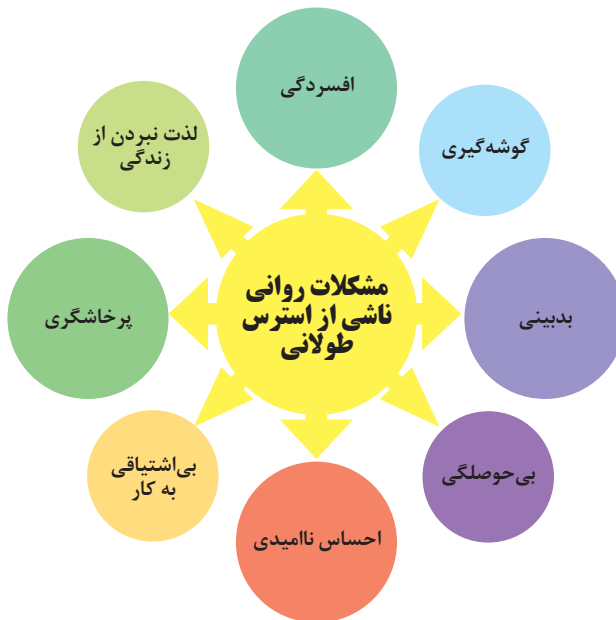 افسردگی
گوشه‌گیری
لذت نبردن از
زندگی
مشکلات روانی
ناشی از استرس
طولانی
بدبینی
پرخاشگری
بی‌حوصلگی
بی‌اشتیاقی
به کار
احساس ناامیدی